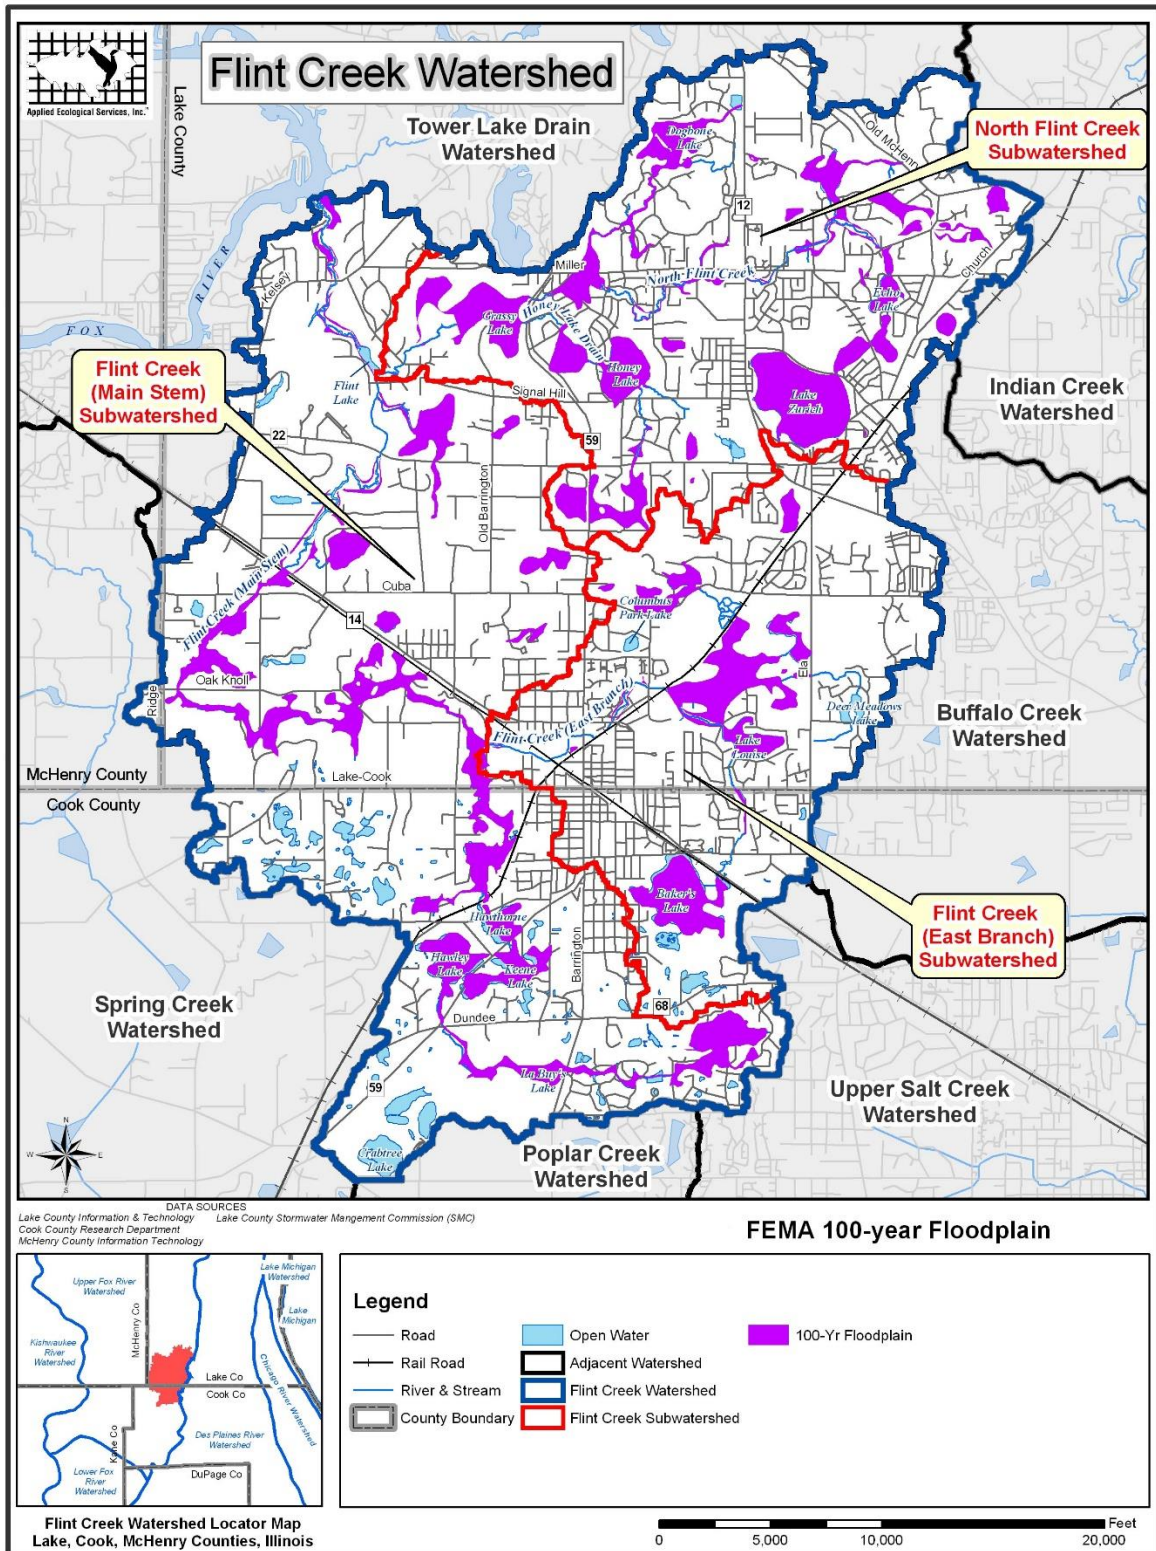 Applied Ecological Services, Inc.™
Flint Creek Watershed
Lake County
Tower Lake Drain
Watershed
North Flint Creek
Subwatershed
Old McHenry
Dogbone
Lake
12
Miller
North Flint Creek
Church
Kelsey
RIVER
FOX
Grassy
Lake
Honey Lake Drain
Echo
Lake
Flint Creek
(Main Stem)
Subwatershed
Flint
Lake
Signal Hill
Honey
Lake
Lake
Zurich
Indian Creek
Watershed
22
59
Old Barrington
Flint Creek (Main Stem)
Cuba
14
Columbus
Park Lake
Ela
Oak Knoll
Ridge
Flint Creek (East Branch)
Deer Meadows
Lake
Lake
Louise
Buffalo Creek
Watershed
McHenry County
Cook County
Lake-Cook
Baker's
Lake
Hawthorne
Lake
Hawley
Lake
Keene
Lake
Barrington
Flint Creek
(East Branch)
Subwatershed
Spring Creek
Watershed
Dundee
68
La Buy's
Lake
59
Upper Salt Creek
Watershed
Crabtree
Lake
Poplar Creek
Watershed
N
W
E
S
DATA SOURCES
Lake County Information & Technology
Lake County Stormwater Mangement Commission (SMC)
Cook County Research Department
McHenry County Information Technology
FEMA 100-year Floodplain
Upper Fox River
Watershed
McHenry Co
Lake Michigan
Watershed
Lake
Michigan
Kishwaukee
River
Watershed
Lake Co
Cook Co
Chicago River Watershed
Kane Co
Des Plaines River
Watershed
Lower Fox
River
Watershed
DuPage Co
Flint Creek Watershed Locator Map
Lake, Cook, McHenry Counties, Illinois
Legend
Road
Rail Road
River & Stream
County Boundary
Open Water
Adjacent Watershed
Flint Creek Watershed
Flint Creek Subwatershed
100-Yr Floodplain
Feet
0
5,000
10,000
20,000